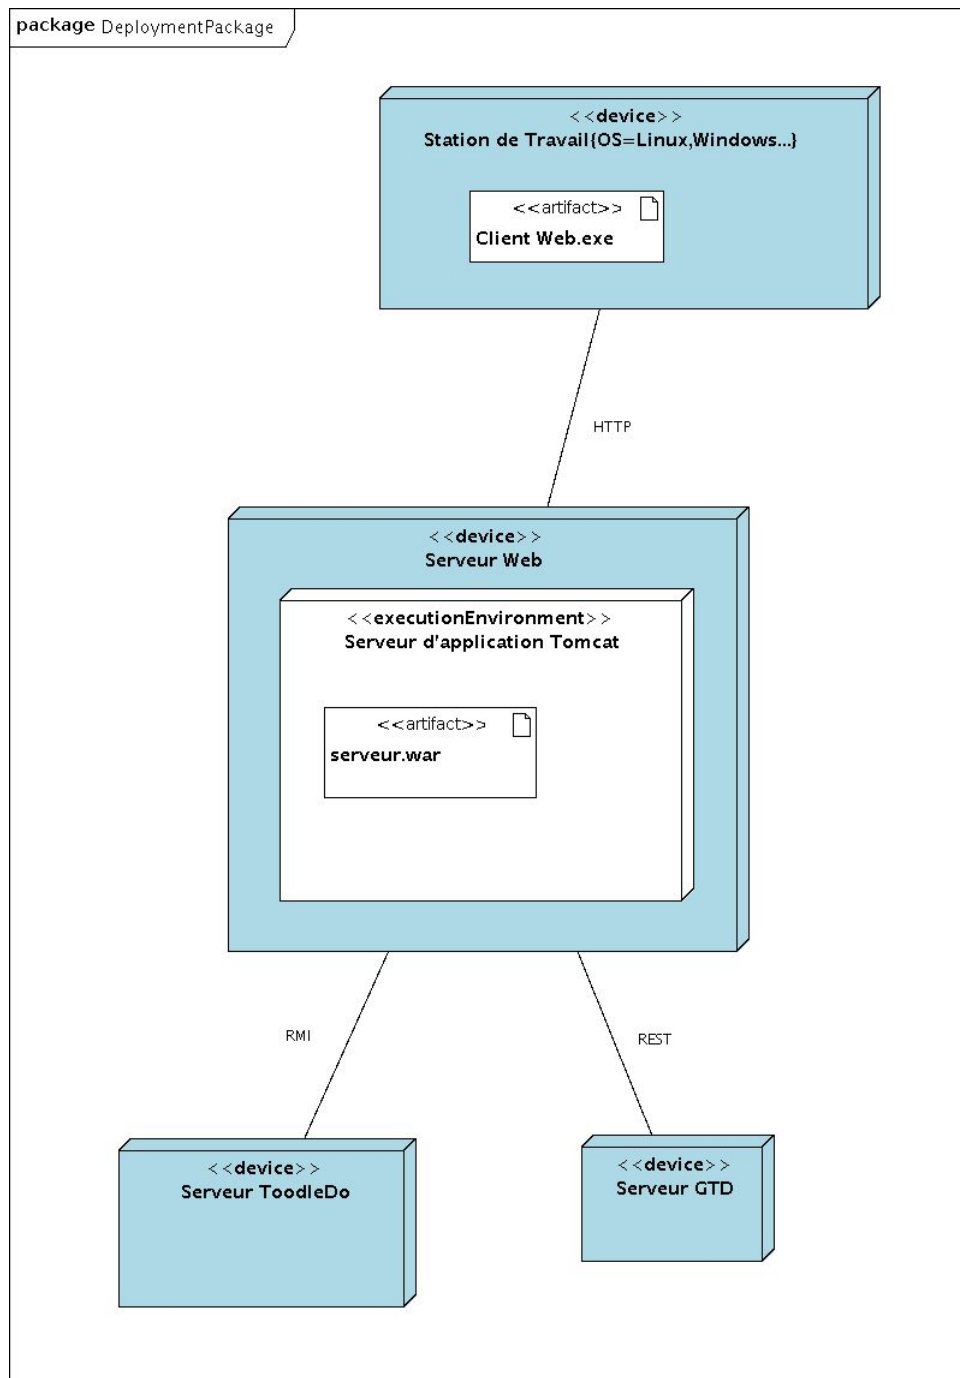 package DeploymentPackage
<<device>>
Station de Travail{OS=Linux,Windows...}
<<artifact>>
Client Web.exe
HTTP
<<device>>
Serveur Web
<<executionEnvironment>>
Serveur d'application Tomcat
<<artifact>>
serveur.war
RMI
REST
<<device>>
Serveur ToodleDo
<<device>>
Serveur GTD